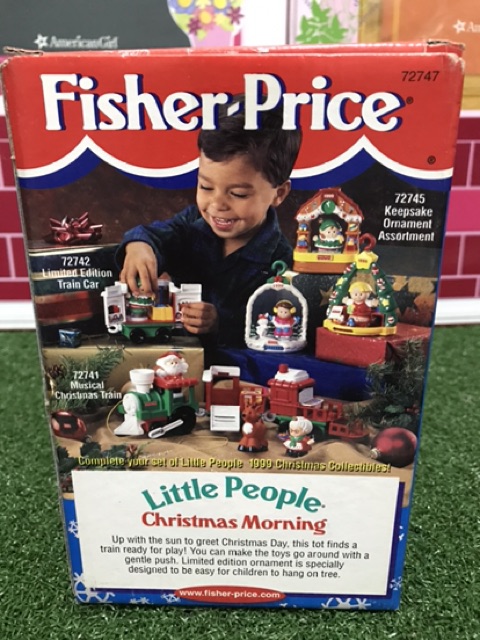 AmericanGirl
Am
72747
Fisher-Price®
®
72745
Keepsake
Ornament
Assortment
72742
Limited Edition
Train Car
72741
Musical
Christmas Train
Complete your set of Little People 1999 Christmas Collectibles!
Little People®
Christmas Morning
Up with the sun to greet Christmas Day, this tot finds a
train ready for play! You can make the toys go around with a
gentle push. Limited edition ornament is specially
designed to be easy for children to hang on tree.
www.fisher-price.com